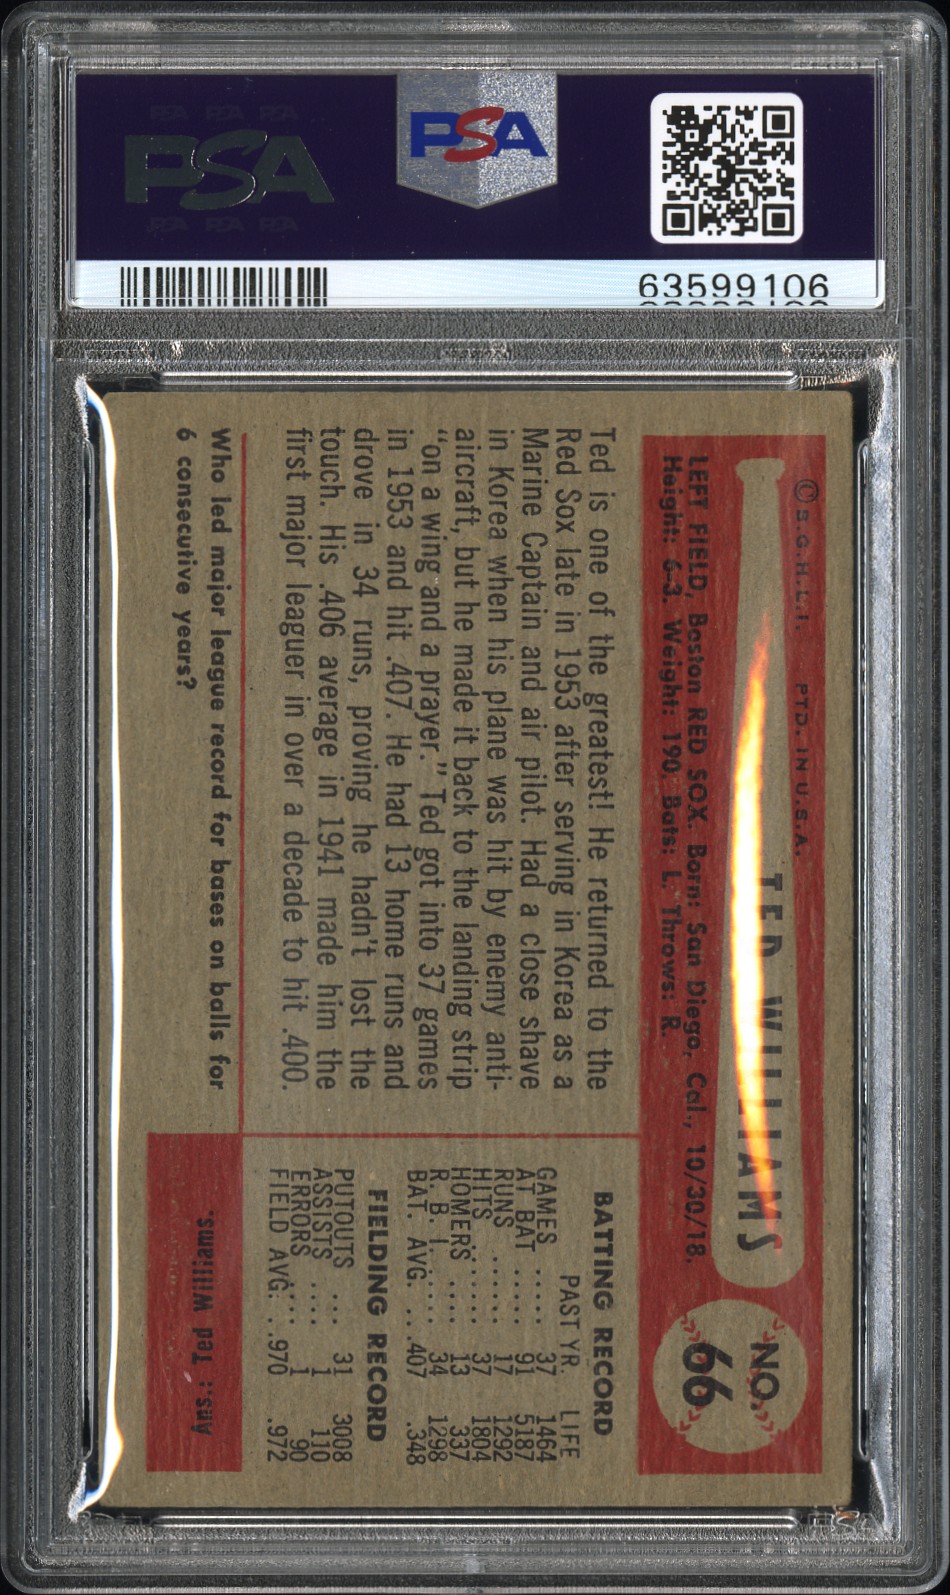 PSA PSA PSA
PSA
PSA PSA PSA
PSA
63599106
© B.G.H.L.I. PTD. IN U.S.A.
TED WILLIAMS
NO.
66
LEFT FIELD, Boston RED SOX. Born: San Diego, Cal., 10/30/18.
Height: 6-3. Weight: 190. Bats: L. Throws: R.
Ted is one of the greatest! He returned to the
Red Sox late in 1953 after serving in Korea as a
Marine Captain and air pilot. Had a close shave
in Korea when his plane was hit by enemy anti-
aircraft, but he made it back to the landing strip
“on a wing and a prayer.” Ted got into 37 games
in 1953 and hit .407. He had 13 home runs and
drove in 34 runs, proving he hadn't lost the
touch. His .406 average in 1941 made him the
first major leaguer in over a decade to hit .400.
BATTING RECORD
PAST YR. LIFE
GAMES ..... 37 1464
AT BAT ..... 91 5187
RUNS ...... 17 1292
HITS ...... 37 1804
HOMERS .... 13 337
R. B. I. .... 34 1298
BAT. AVG. ... .407 .348
FIELDING RECORD
PUTOUTS ... 31 3008
ASSISTS .... 1 110
ERRORS .... 1 90
FIELD AVG. . .970 .972
Who led major league record for bases on balls for
6 consecutive years?
Ans.: Ted Williams.